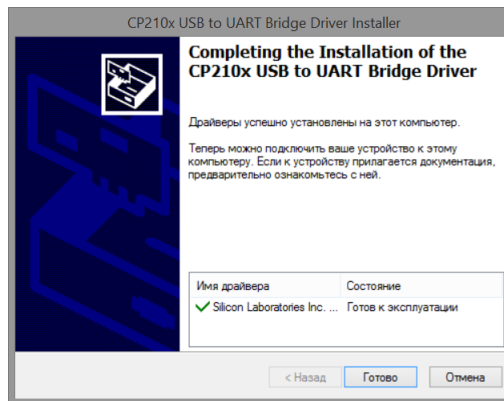 CP210x USB to UART Bridge Driver Installer
Completing the Installation of the
CP210x USB to UART Bridge Driver
Драйверы успешно установлены на этот компьютер.
Теперь можно подключить ваше устройство к этому
компьютеру. Если к устройству прилагается документация,
предварительно ознакомьтесь с ней.
Имя драйвера Состояние
Silicon Laboratories Inc. ... Готов к эксплуатации
< Назад Готово Отмена